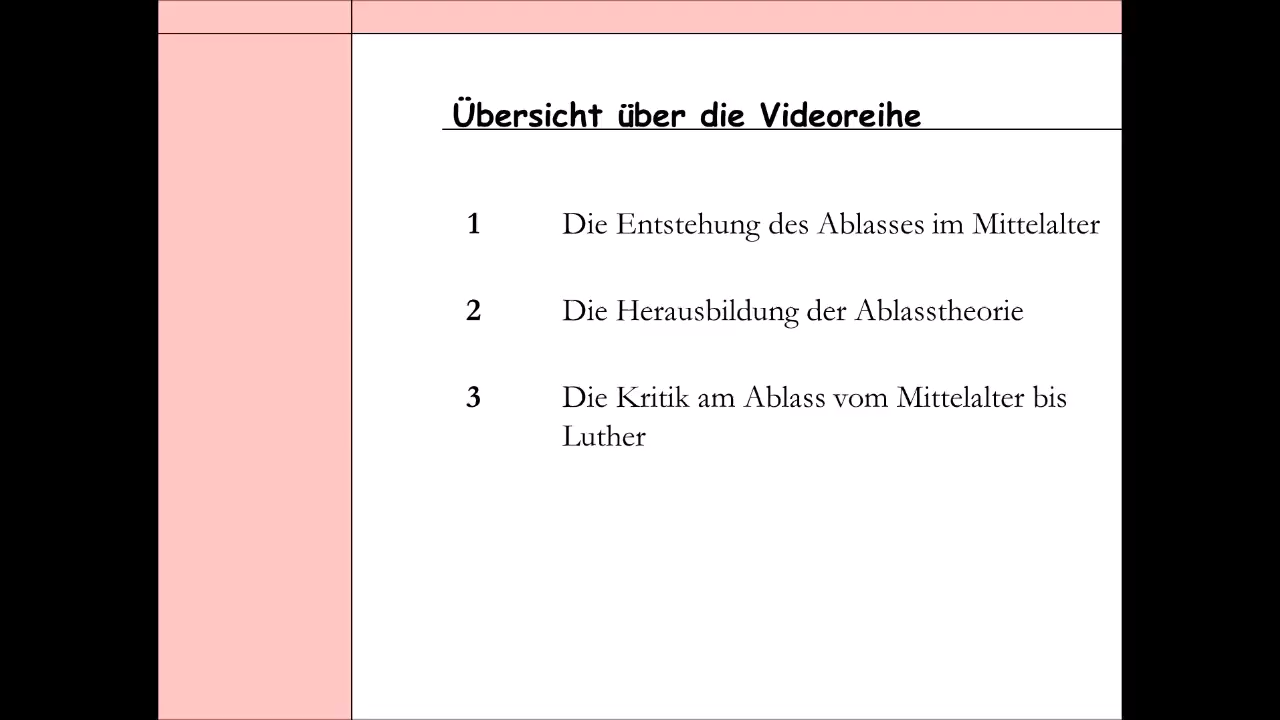 Übersicht über die Videoreihe
1 Die Entstehung des Ablasses im Mittelalter
2 Die Herausbildung der Ablasstheorie
3 Die Kritik am Ablass vom Mittelalter bis
Luther